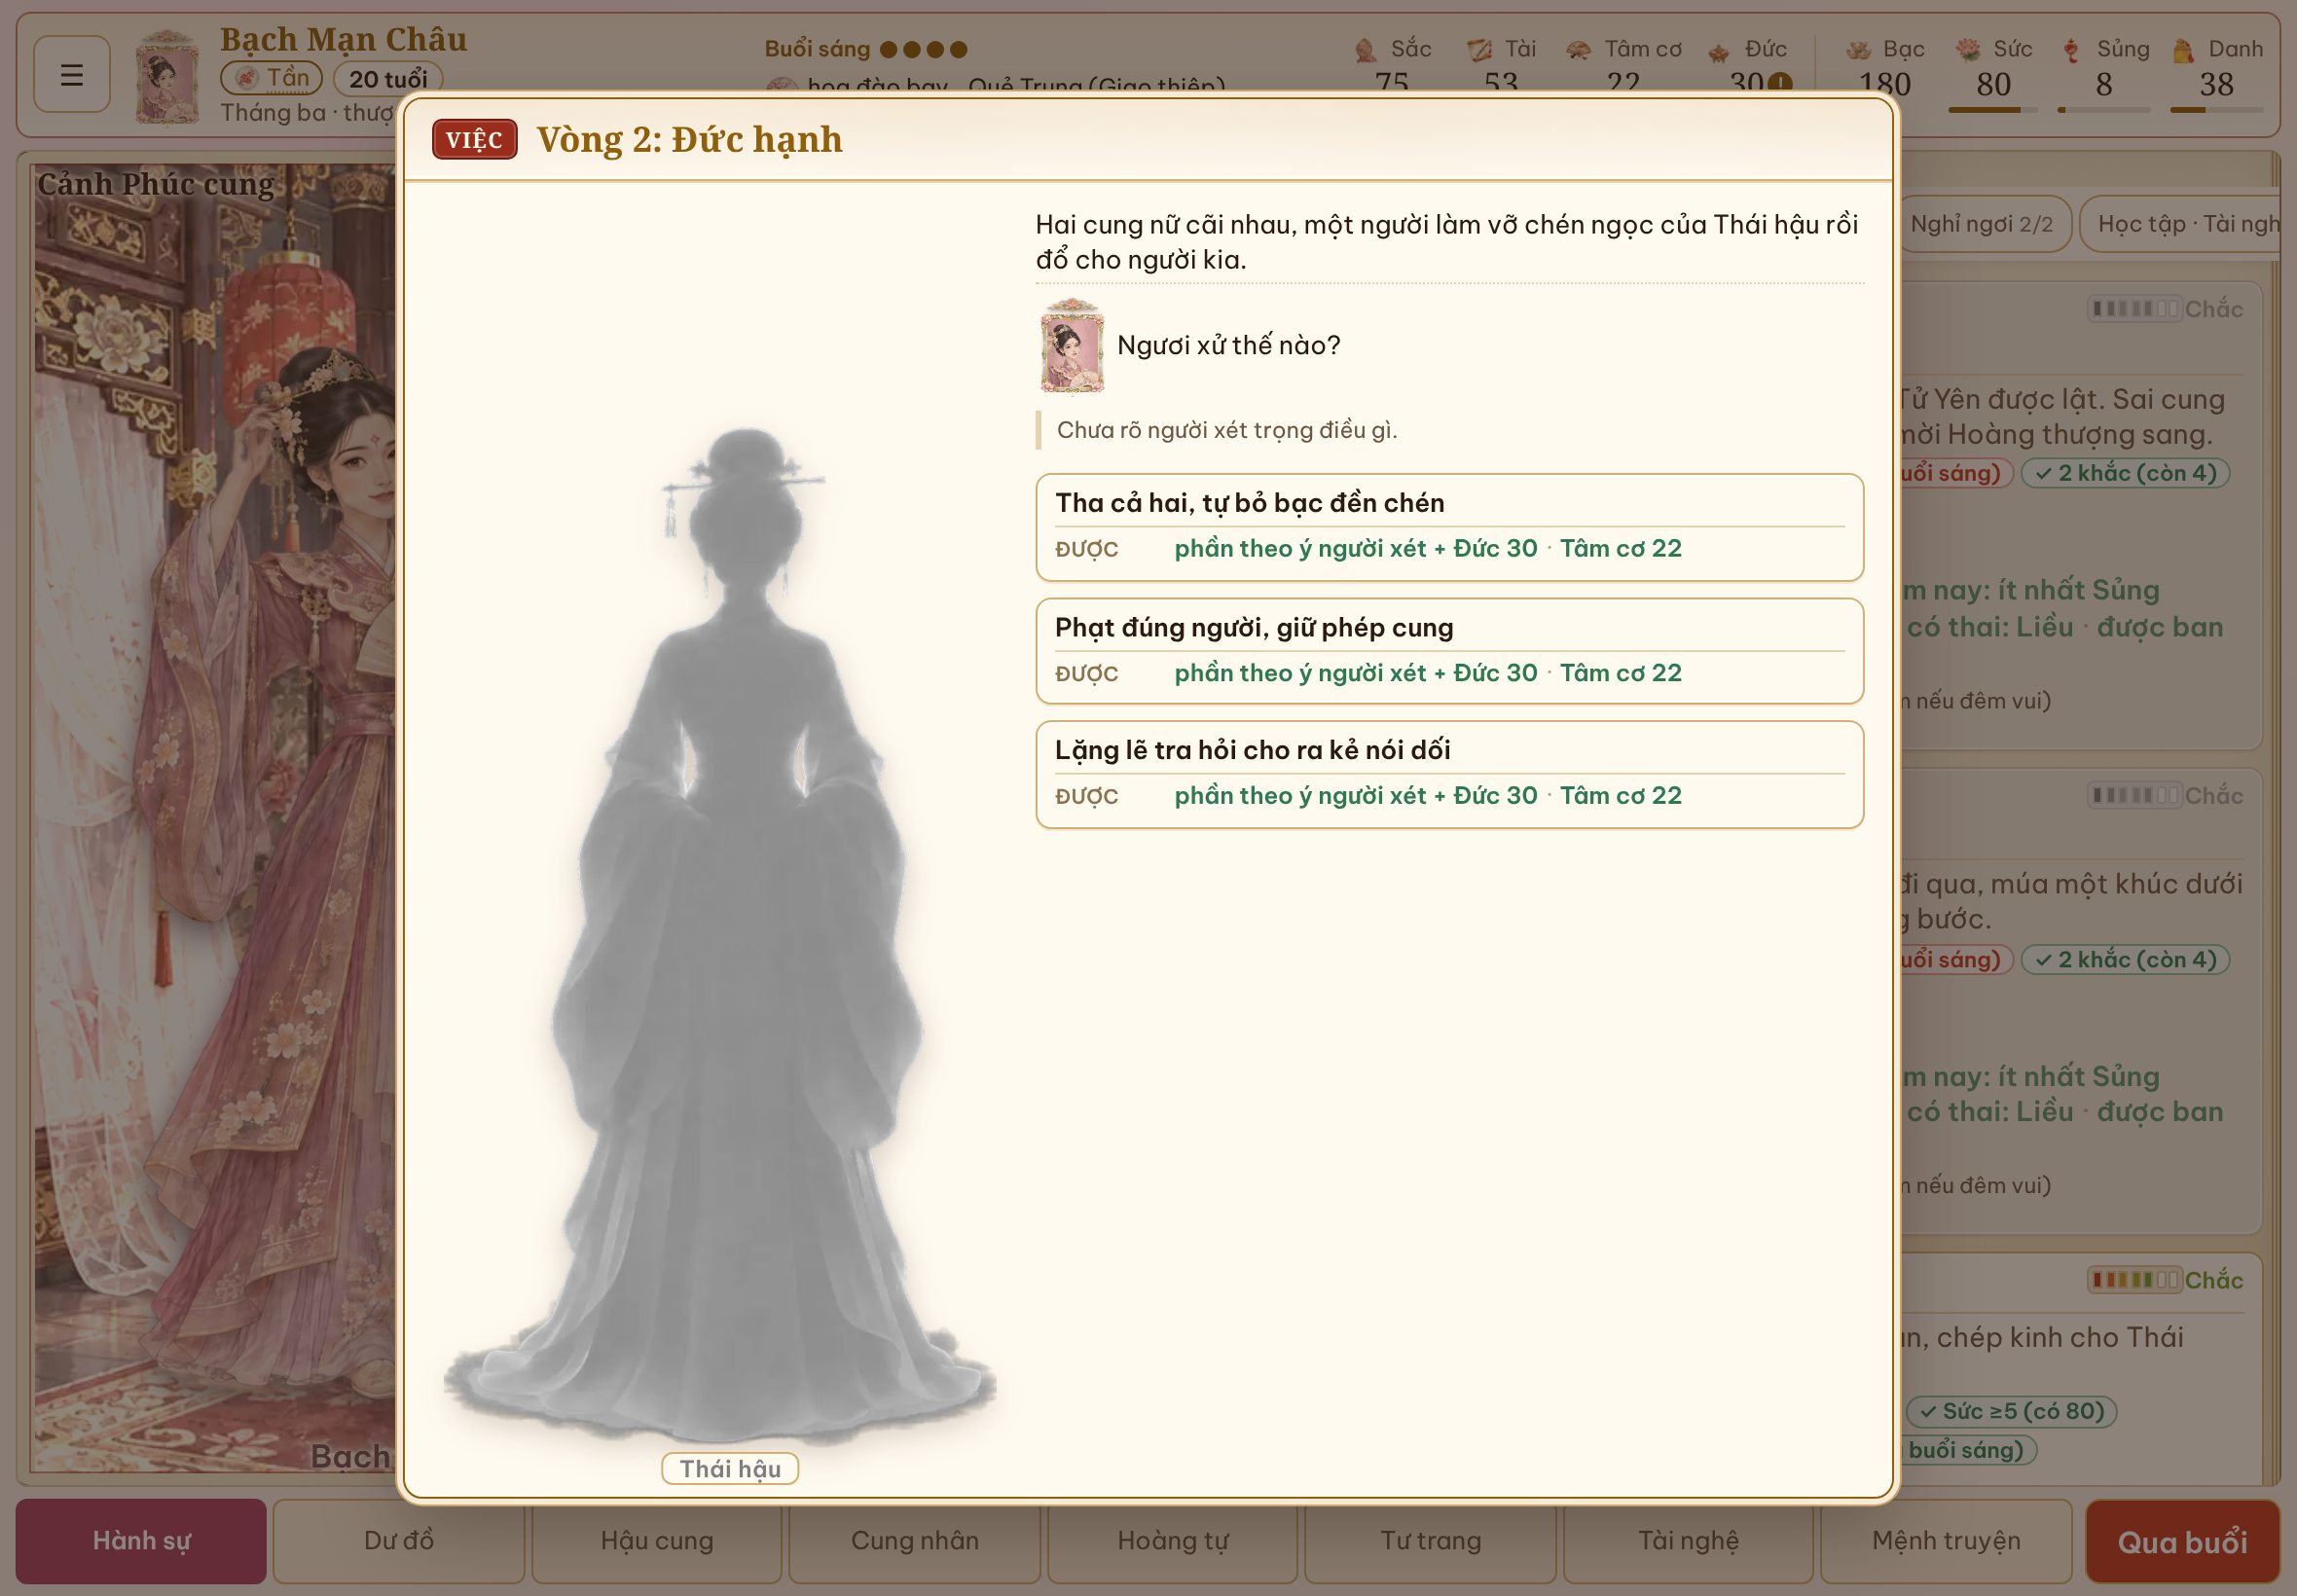 Bạch Mạn Châu
Tần
20 tuổi
Tháng ba · thượ
Buổi sáng
hoa đào bay Quẻ Trung (Giao thiệp)
Sắc
75
Tài
53
Tâm cơ
22
Đức
30
Bạc
180
Sức
80
Sủng
8
Danh
38
VIỆC
Vòng 2: Đức hạnh
Cảnh Phúc cung
Hai cung nữ cãi nhau, một người làm vỡ chén ngọc của Thái hậu rồi
đổ cho người kia.
Ngươi xử thế nào?
Chưa rõ người xét trọng điều gì.
Tha cả hai, tự bỏ bạc đền chén
ĐƯỢC phần theo ý người xét + Đức 30 · Tâm cơ 22
Phạt đúng người, giữ phép cung
ĐƯỢC phần theo ý người xét + Đức 30 · Tâm cơ 22
Lặng lẽ tra hỏi cho ra kẻ nói dối
ĐƯỢC phần theo ý người xét + Đức 30 · Tâm cơ 22
Thái hậu
Bạch
Nghỉ ngơi 2/2
Học tập · Tài ngh
Chắc
Tử Yên được lật. Sai cung
mời Hoàng thượng sang.
uổi sáng)
✓ 2 khắc (còn 4)
m nay: ít nhất Sủng
có thai: Liều · được ban
n nếu đêm vui)
Chắc
đi qua, múa một khúc dưới
g bước.
uổi sáng)
✓ 2 khắc (còn 4)
m nay: ít nhất Sủng
có thai: Liều · được ban
n nếu đêm vui)
Chắc
n, chép kinh cho Thái
✓ Sức ≥5 (có 80)
buổi sáng)
Hành sự
Dư đồ
Hậu cung
Cung nhân
Hoàng tự
Tư trang
Tài nghệ
Mệnh truyện
Qua buổi